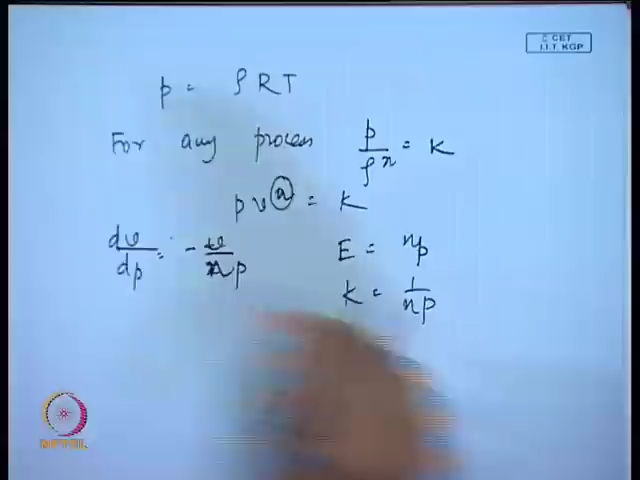 © CET
I.I.T. KGP
p = ρRT
For any process p/ρⁿ = K
pvⁿ = K
dv/dp = - v/np E = np
K = 1/np
NPTEL